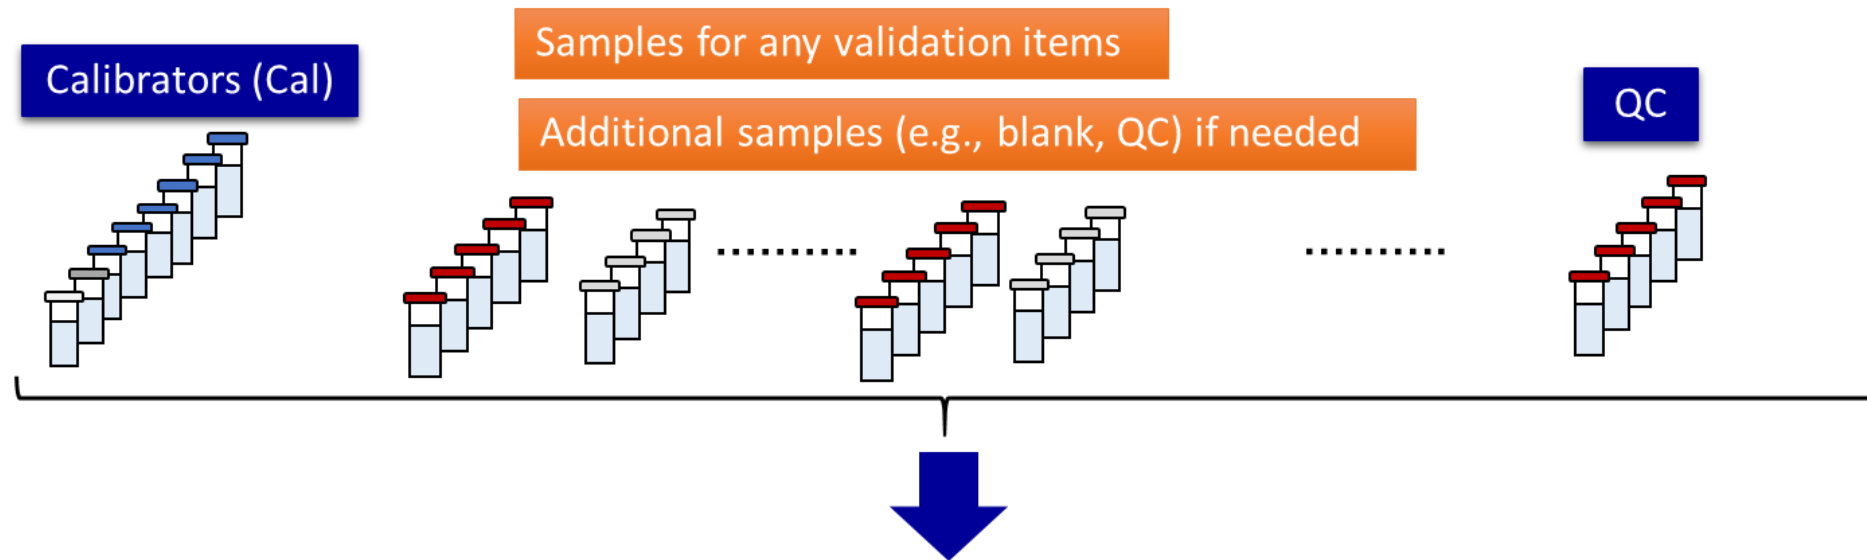 Calibrators (Cal)
Samples for any validation items
Additional samples (e.g., blank, QC) if needed
QC